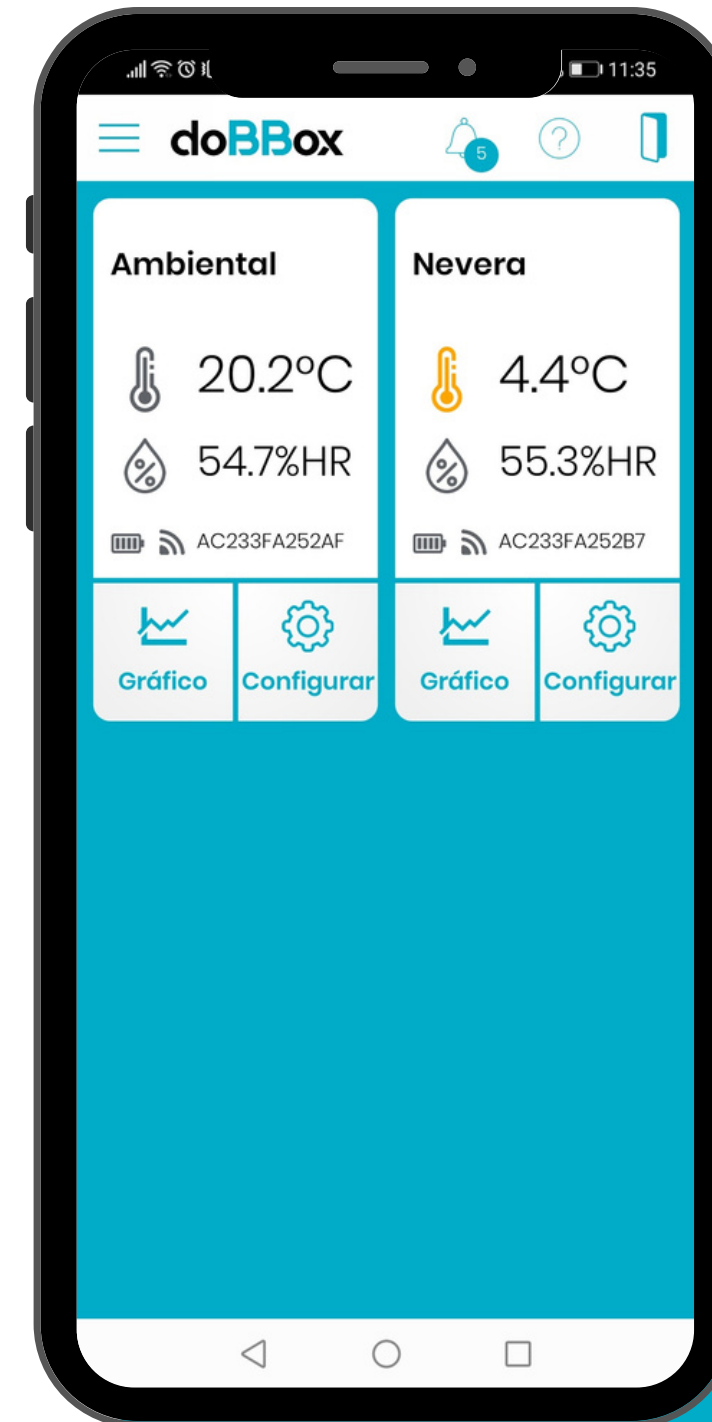 11:35
doBBox
5
?
Ambiental
20.2ºC
%
54.7%HR
AC233FA252AF
Gráfico
Configurar
Nevera
4.4ºC
%
55.3%HR
AC233FA252B7
Gráfico
Configurar